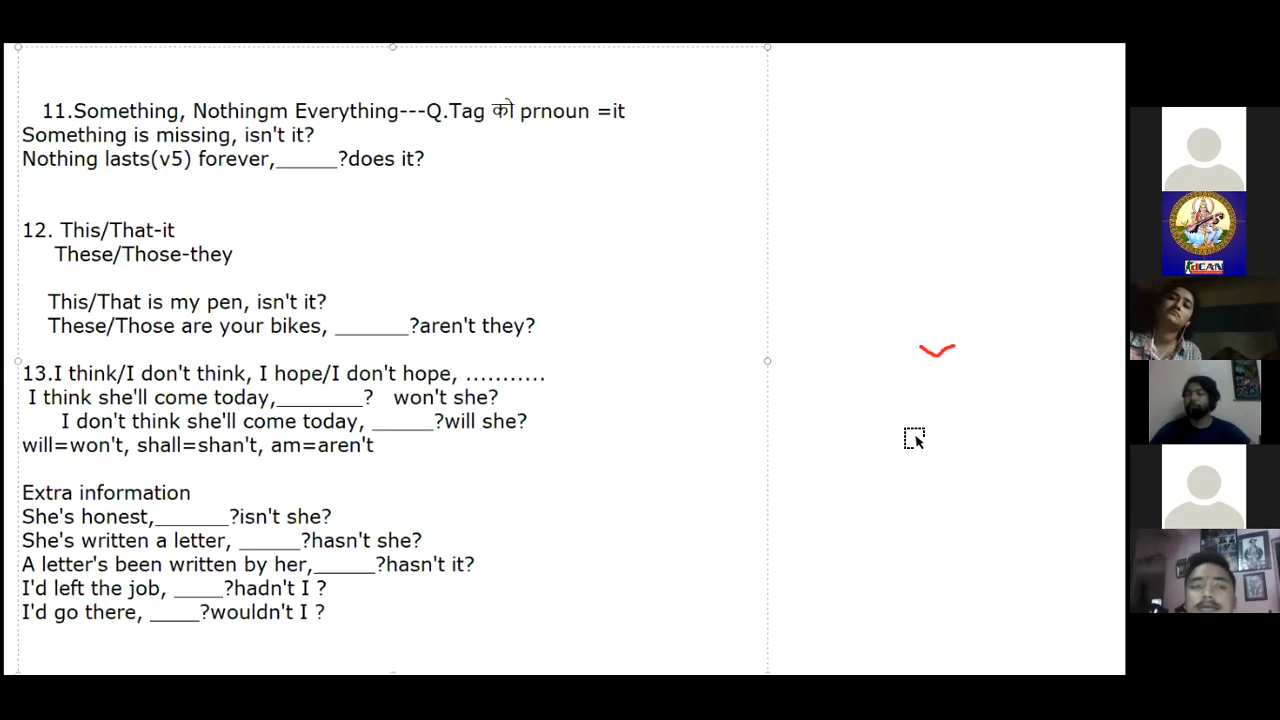 11.Something, Nothingm Everything---Q.Tag को prnoun =it
Something is missing, isn't it?
Nothing lasts(v5) forever,______?does it?
12. This/That-it
These/Those-they
This/That is my pen, isn't it?
These/Those are your bikes, _______?aren't they?
13.I think/I don't think, I hope/I don't hope, ...........
I think she'll come today,________? won't she?
I don't think she'll come today, ______?will she?
will=won't, shall=shan't, am=aren't
Extra information
She's honest,_______?isn't she?
She's written a letter, ______?hasn't she?
A letter's been written by her,______?hasn't it?
I'd left the job, _____?hadn't I ?
I'd go there, _____?wouldn't I ?